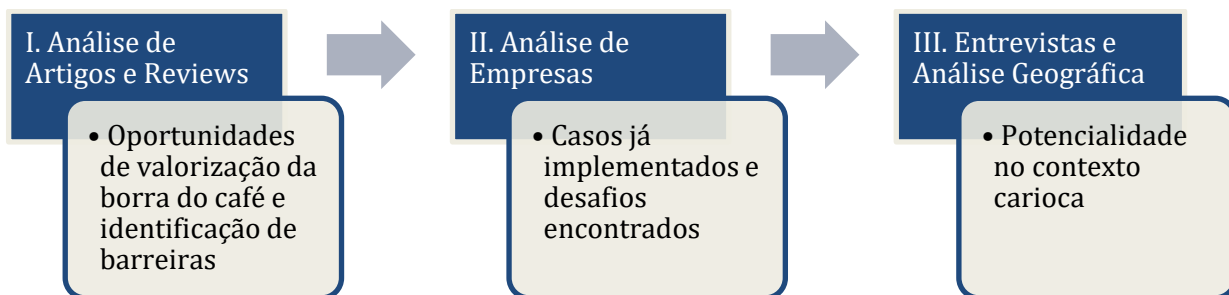 I. Análise de
Artigos e Reviews
• Oportunidades
de valorização da
borra do café e
identificação de
barreiras
II. Análise de
Empresas
• Casos já
implementados e
desafios
encontrados
III. Entrevistas e
Análise Geográfica
• Potencialidade
no contexto
carioca